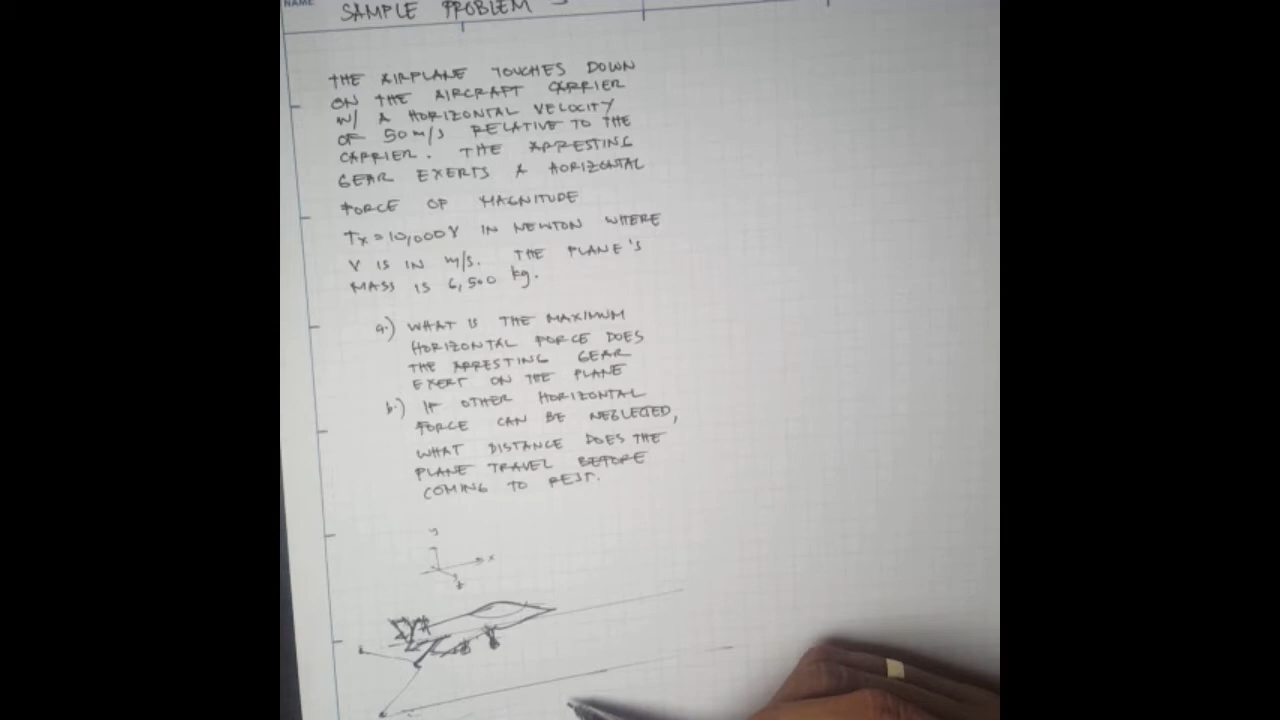 NAME
SAMPLE PROBLEM
THE AIRPLANE TOUCHES DOWN
ON THE AIRCRAFT CARRIER
W/ A HORIZONTAL VELOCITY
OF 50 m/s RELATIVE TO THE
CARRIER. THE ARRESTING
GEAR EXERTS A HORIZONTAL
FORCE OF MAGNITUDE
Tx = 10,000V IN NEWTON WHERE
V IS IN m/s. THE PLANE'S
MASS IS 6,500 kg.
a.) WHAT IS THE MAXIMUM
HORIZONTAL FORCE DOES
THE ARRESTING GEAR
EXERT ON THE PLANE
b.) IF OTHER HORIZONTAL
FORCE CAN BE NEGLECTED,
WHAT DISTANCE DOES THE
PLANE TRAVEL BEFORE
COMING TO REST.
y
x